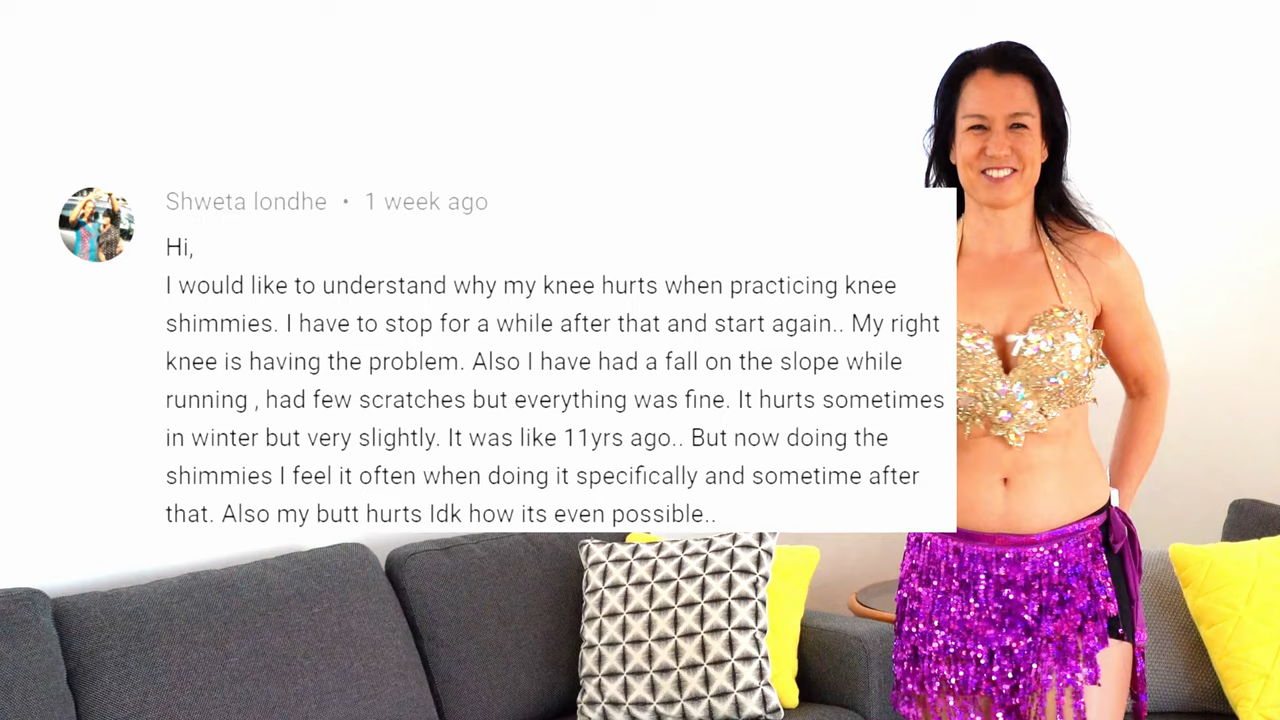 Shweta londhe • 1 week ago
Hi,
I would like to understand why my knee hurts when practicing knee
shimmies. I have to stop for a while after that and start again.. My right
knee is having the problem. Also I have had a fall on the slope while
running , had few scratches but everything was fine. It hurts sometimes
in winter but very slightly. It was like 11yrs ago.. But now doing the
shimmies I feel it often when doing it specifically and sometime after
that. Also my butt hurts Idk how its even possible..